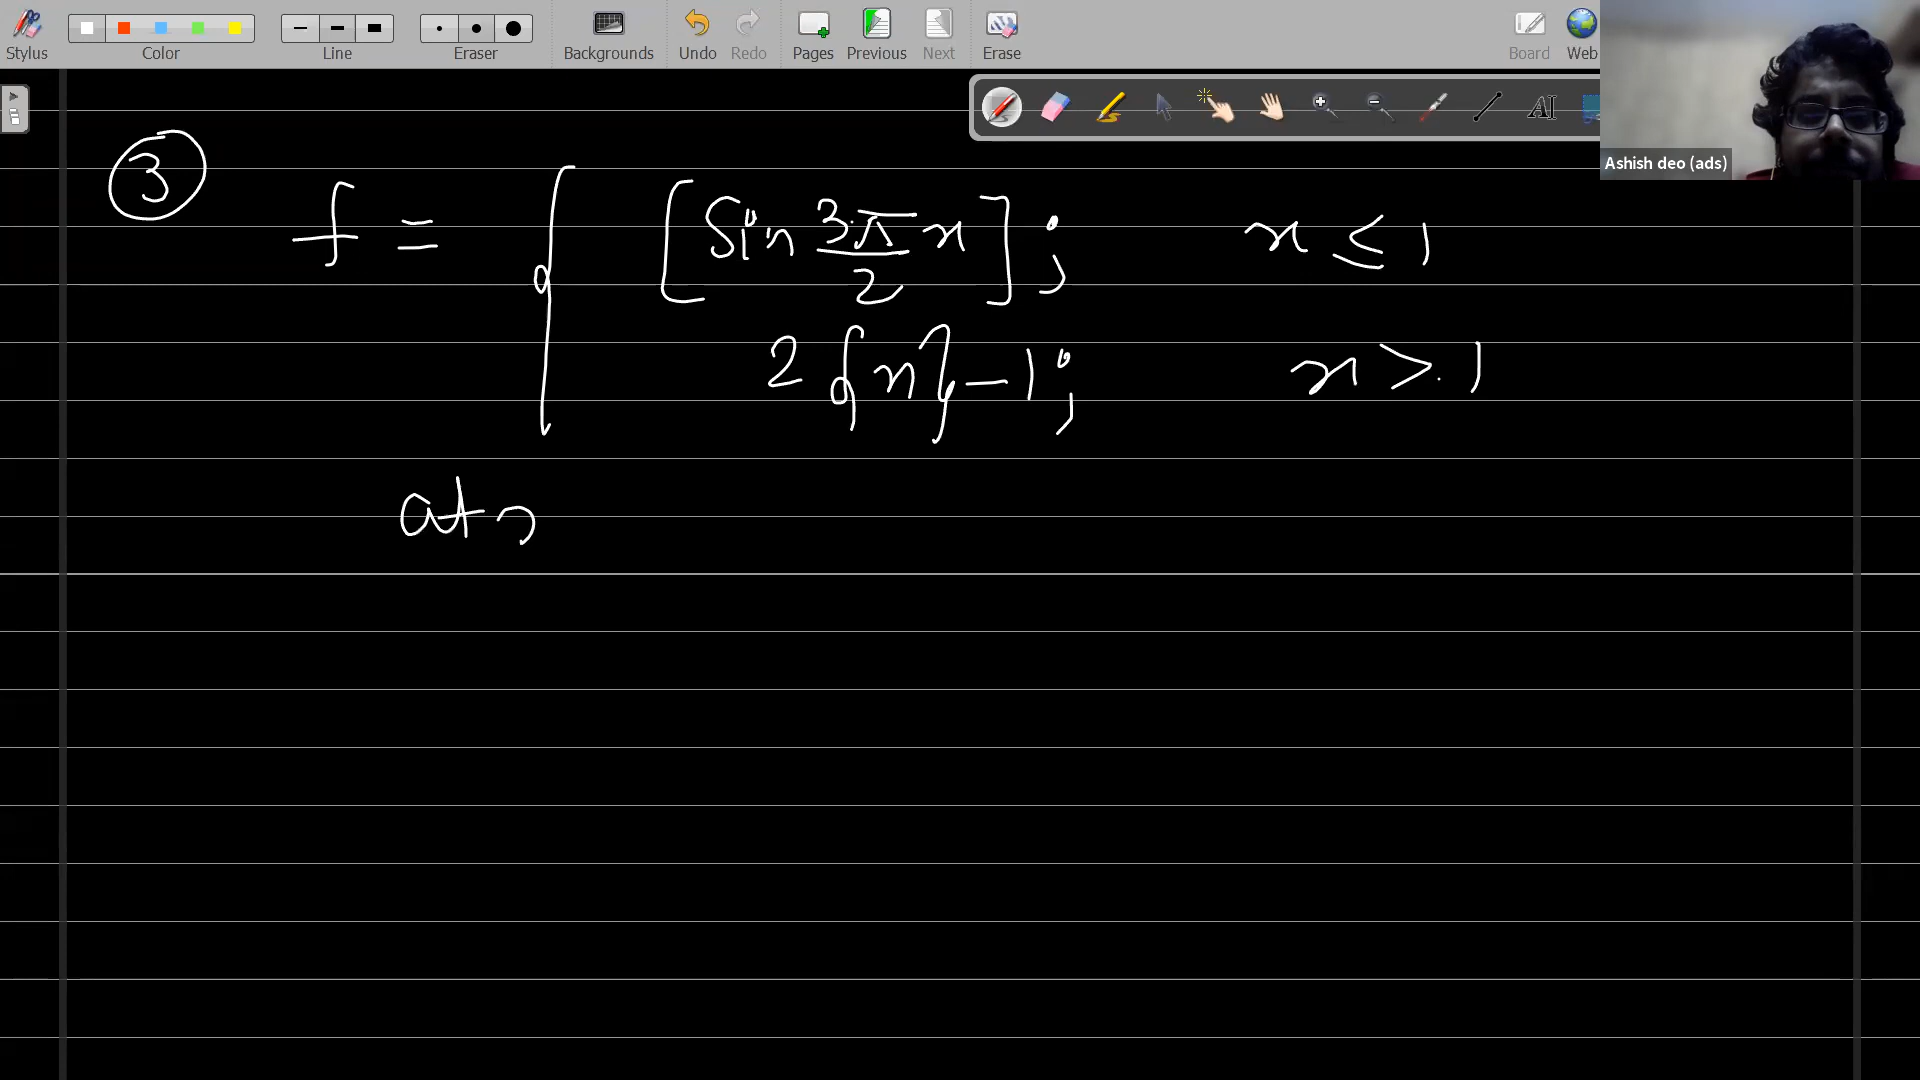 Stylus Color Line Eraser Backgrounds Undo Redo Pages Previous Next Erase Board Web
AI
Ashish deo (ads)
3
f = { [Sin 3π/2 x] ; x ≤ 1
2{x} - 1 ; x > 1
at